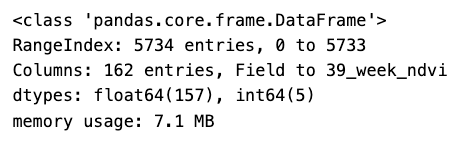 <class 'pandas.core.frame.DataFrame'>
RangeIndex: 5734 entries, 0 to 5733
Columns: 162 entries, Field to 39_week_ndvi
dtypes: float64(157), int64(5)
memory usage: 7.1 MB